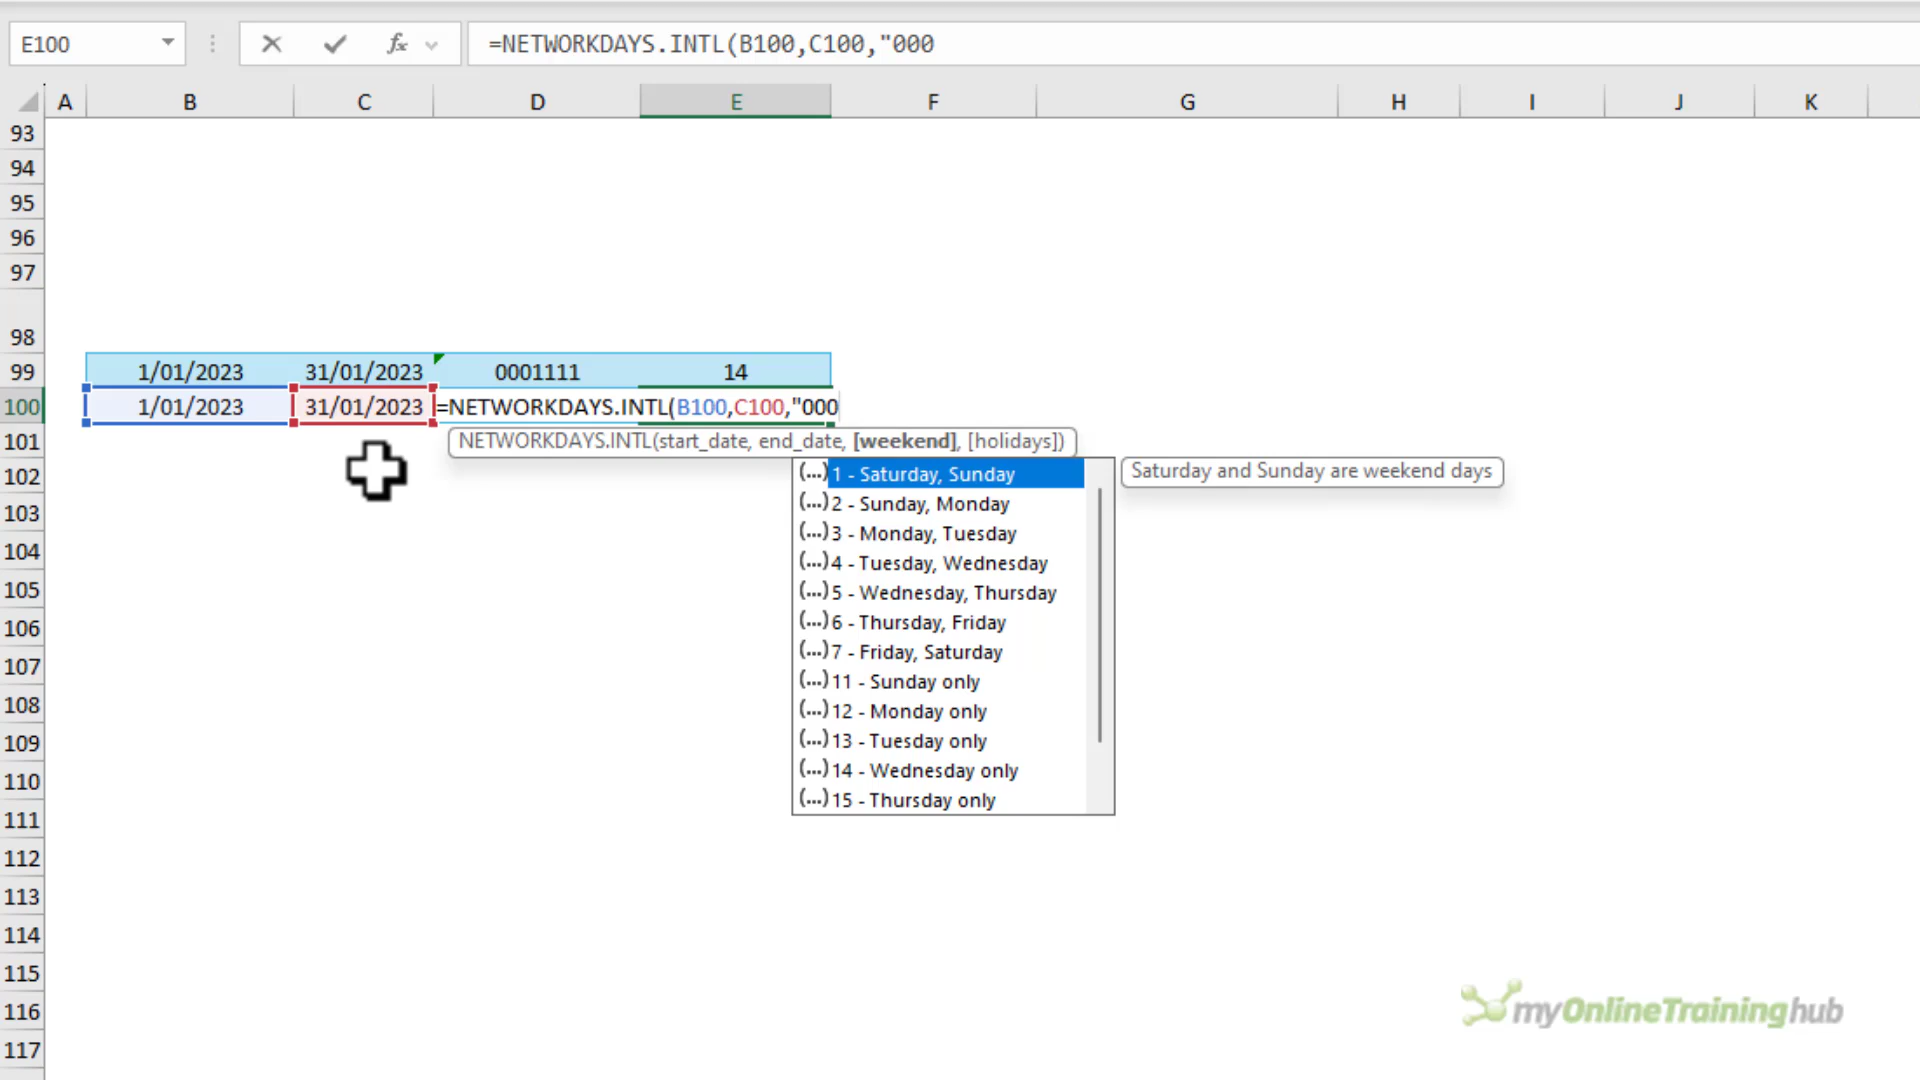 E100 fx =NETWORKDAYS.INTL(B100,C100,"000
A B C D E F G H I J K
93
94
95
96
97
98
99 1/01/2023 31/01/2023 0001111 14
100 1/01/2023 31/01/2023 =NETWORKDAYS.INTL(B100,C100,"000
101 NETWORKDAYS.INTL(start_date, end_date, [weekend], [holidays])
102 (...) 1 - Saturday, Sunday Saturday and Sunday are weekend days
103 (...) 2 - Sunday, Monday
(...) 3 - Monday, Tuesday
104 (...) 4 - Tuesday, Wednesday
105 (...) 5 - Wednesday, Thursday
106 (...) 6 - Thursday, Friday
107 (...) 7 - Friday, Saturday
(...) 11 - Sunday only
108 (...) 12 - Monday only
109 (...) 13 - Tuesday only
110 (...) 14 - Wednesday only
111 (...) 15 - Thursday only
112
113
114
115
116 myOnlineTraininghub
117